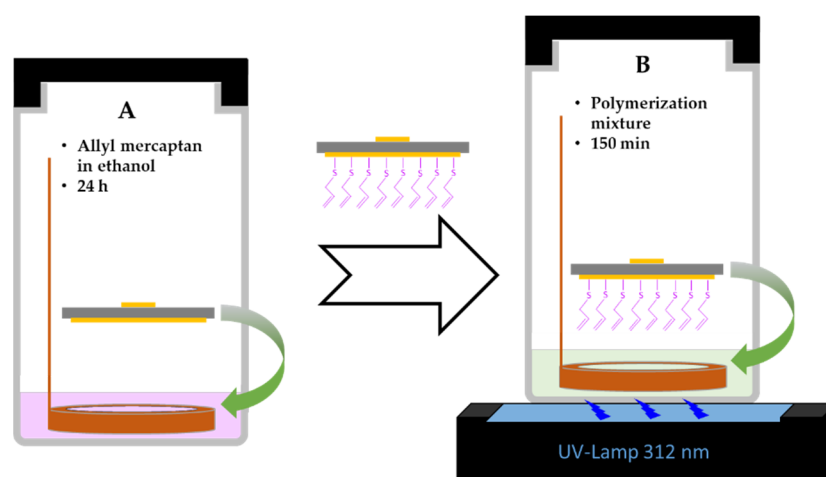 A
• Allyl mercaptan
in ethanol
• 24 h
S S S S S S S S
B
• Polymerization
mixture
• 150 min
S S S S S S S S
UV-Lamp 312 nm